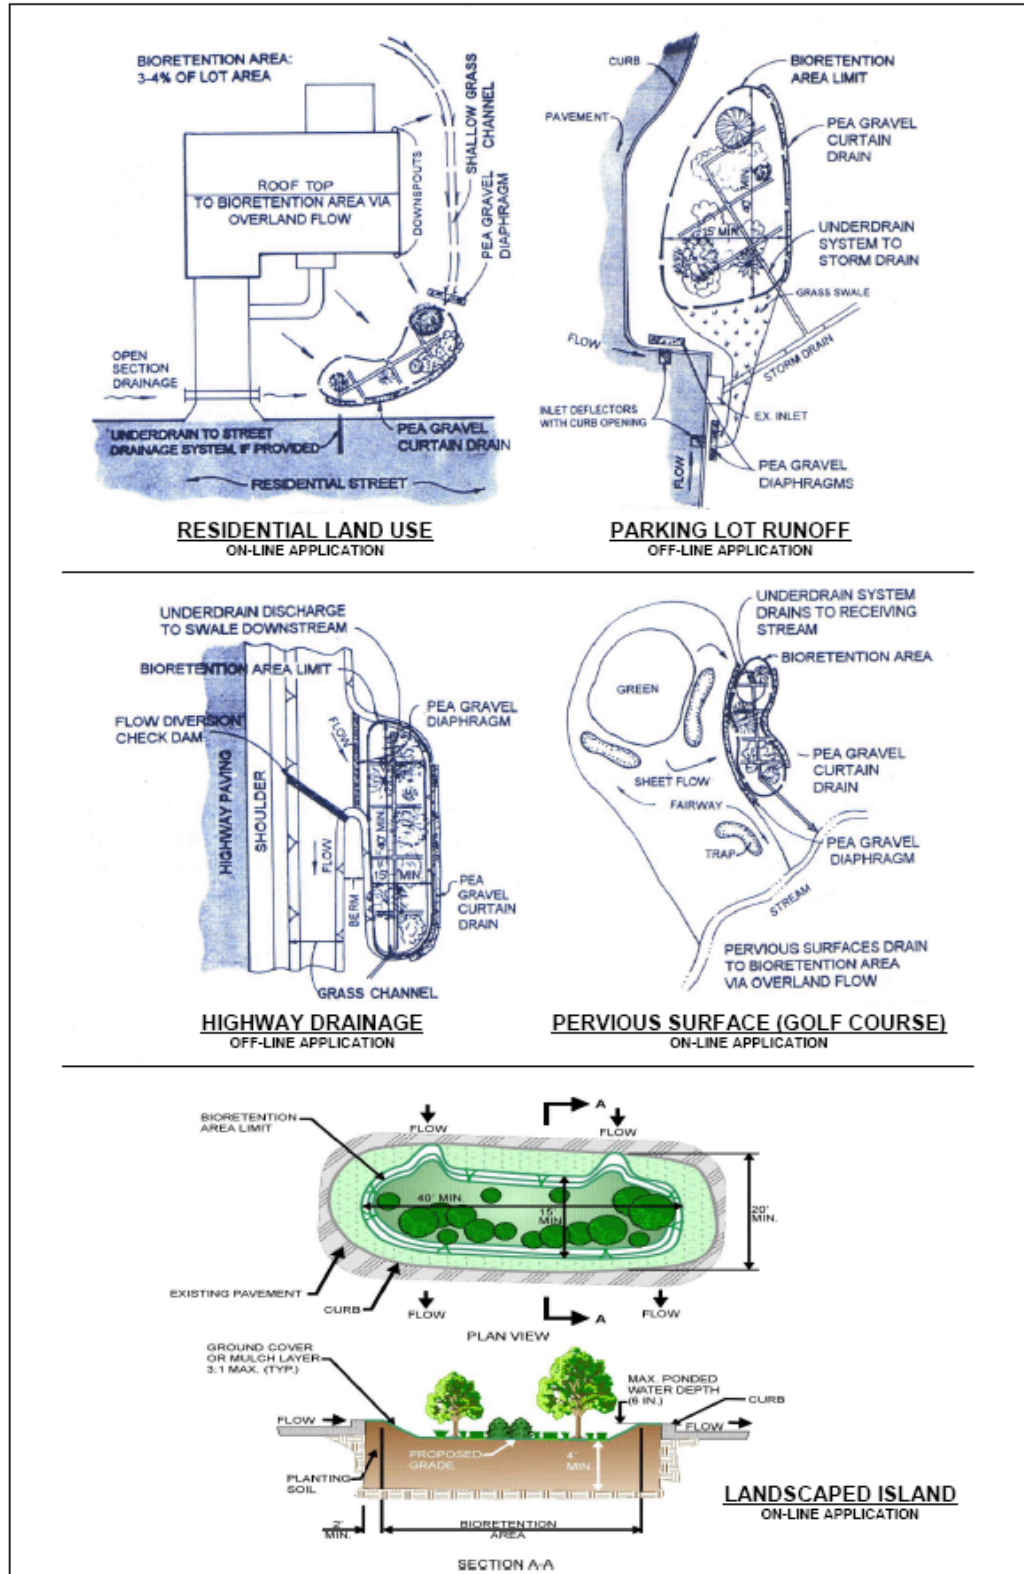 BIORETENTION AREA:
3-4% OF LOT AREA
SHALLOW GRASS
CHANNEL
PEA GRAVEL
DIAPHRAGM
DOWNSPOUTS
ROOF TOP
TO BIORETENTION AREA VIA
OVERLAND FLOW
OPEN
SECTION
DRAINAGE
UNDERDRAIN TO STREET
DRAINAGE SYSTEM, IF PROVIDED
PEA GRAVEL
CURTAIN DRAIN
RESIDENTIAL STREET
RESIDENTIAL LAND USE
ON-LINE APPLICATION
CURB
BIORETENTION
AREA LIMIT
PAVEMENT
PEA GRAVEL
CURTAIN
DRAIN
40' MIN.
15' MIN.
UNDERDRAIN
SYSTEM TO
STORM DRAIN
GRASS SWALE
FLOW
STORM DRAIN
INLET DEFLECTORS
WITH CURB OPENING
EX. INLET
FLOW
PEA GRAVEL
DIAPHRAGMS
PARKING LOT RUNOFF
OFF-LINE APPLICATION
UNDERDRAIN DISCHARGE
TO SWALE DOWNSTREAM
BIORETENTION AREA LIMIT
PEA GRAVEL
DIAPHRAGM
FLOW DIVERSION
CHECK DAM
FLOW
HIGHWAY PAVING
SHOULDER
FLOW
40' MIN.
15' MIN.
BERM
PEA
GRAVEL
CURTAIN
DRAIN
GRASS CHANNEL
HIGHWAY DRAINAGE
OFF-LINE APPLICATION
UNDERDRAIN SYSTEM
DRAINS TO RECEIVING
STREAM
BIORETENTION AREA
GREEN
PEA GRAVEL
CURTAIN
DRAIN
SHEET FLOW
FAIRWAY
TRAP
PEA GRAVEL
DIAPHRAGM
STREAM
PERVIOUS SURFACES DRAIN
TO BIORETENTION AREA
VIA OVERLAND FLOW
PERVIOUS SURFACE (GOLF COURSE)
ON-LINE APPLICATION
BIORETENTION
AREA LIMIT
FLOW
A
FLOW
40' MIN.
15'
MIN.
20'
MIN.
EXISTING PAVEMENT
CURB
FLOW
A
FLOW
PLAN VIEW
GROUND COVER
OR MULCH LAYER
3:1 MAX. (TYP.)
MAX. PONDED
WATER DEPTH
(6 IN.)
CURB
FLOW
FLOW
PROPOSED
GRADE
4'
MIN.
PLANTING
SOIL
2'
MIN.
BIORETENTION
AREA
SECTION A-A
LANDSCAPED ISLAND
ON-LINE APPLICATION